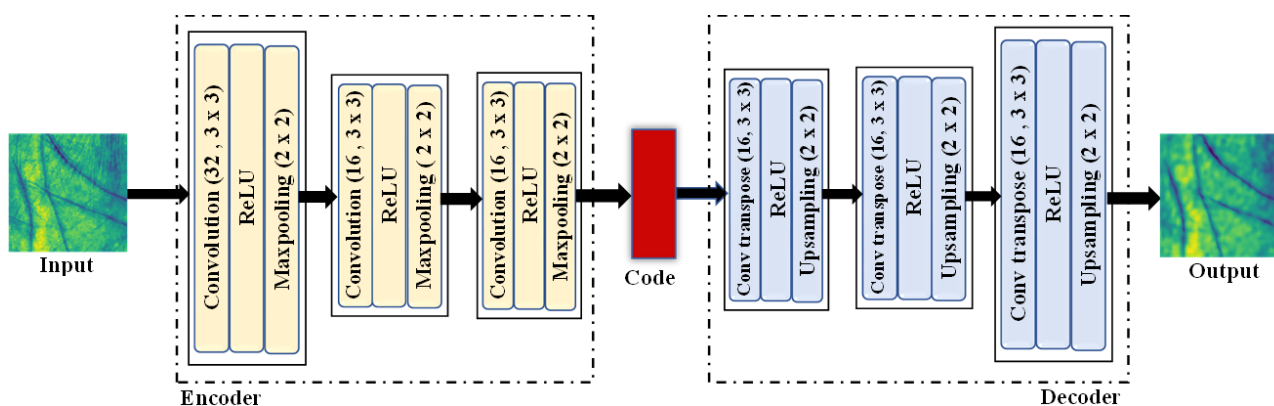 Input
Convolution (32 , 3 x 3)
ReLU
Maxpooling (2 x 2)
Convolution (16 , 3 x 3)
ReLU
Maxpooling ( 2 x 2)
Convolution (16 , 3 x 3)
ReLU
Maxpooling (2 x 2)
Encoder
Code
Conv transpose (16, 3 x 3)
ReLU
Upsampling (2 x 2)
Conv transpose (16, 3 x 3)
ReLU
Upsampling (2 x 2)
Conv transpose (16 , 3 x 3)
ReLU
Upsampling (2 x 2)
Decoder
Output